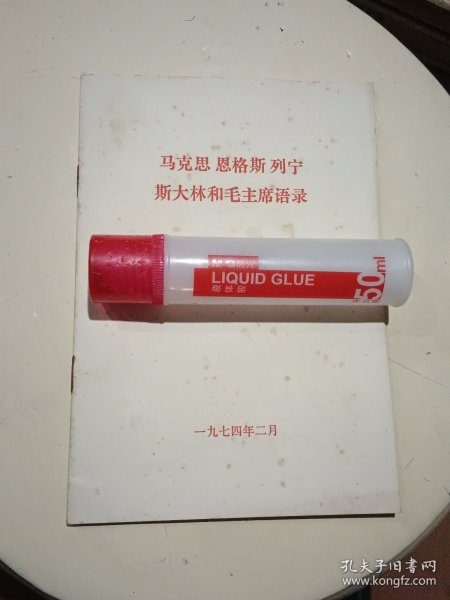 马克思 恩格斯 列宁
斯大林和毛主席语录
LIQUID GLUE
液体胶
50ml
一九七四年二月
孔夫子旧书网
www.kongfz.com